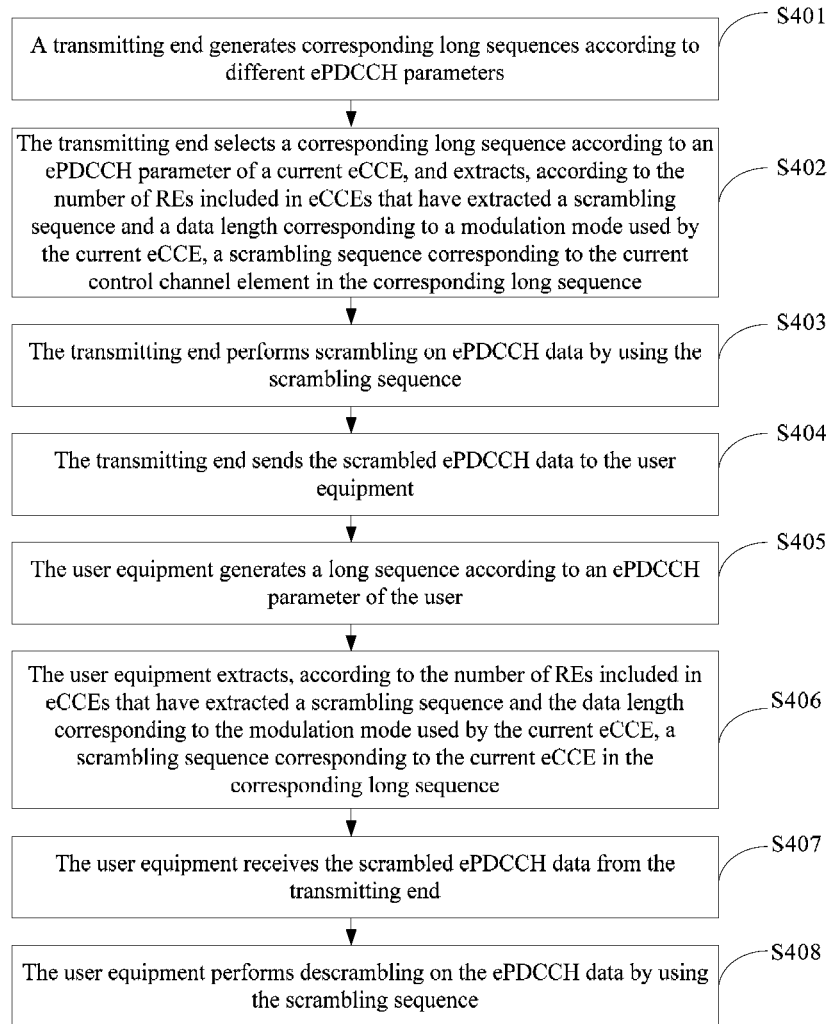 A transmitting end generates corresponding long sequences according to
different ePDCCH parameters
S401
The transmitting end selects a corresponding long sequence according to an
ePDCCH parameter of a current eCCE, and extracts, according to the
number of REs included in eCCEs that have extracted a scrambling
sequence and a data length corresponding to a modulation mode used by
the current eCCE, a scrambling sequence corresponding to the current
control channel element in the corresponding long sequence
S402
The transmitting end performs scrambling on ePDCCH data by using the
scrambling sequence
S403
The transmitting end sends the scrambled ePDCCH data to the user
equipment
S404
The user equipment generates a long sequence according to an ePDCCH
parameter of the user
S405
The user equipment extracts, according to the number of REs included in
eCCEs that have extracted a scrambling sequence and the data length
corresponding to the modulation mode used by the current eCCE, a
scrambling sequence corresponding to the current eCCE in the
corresponding long sequence
S406
The user equipment receives the scrambled ePDCCH data from the
transmitting end
S407
The user equipment performs descrambling on the ePDCCH data by using
the scrambling sequence
S408